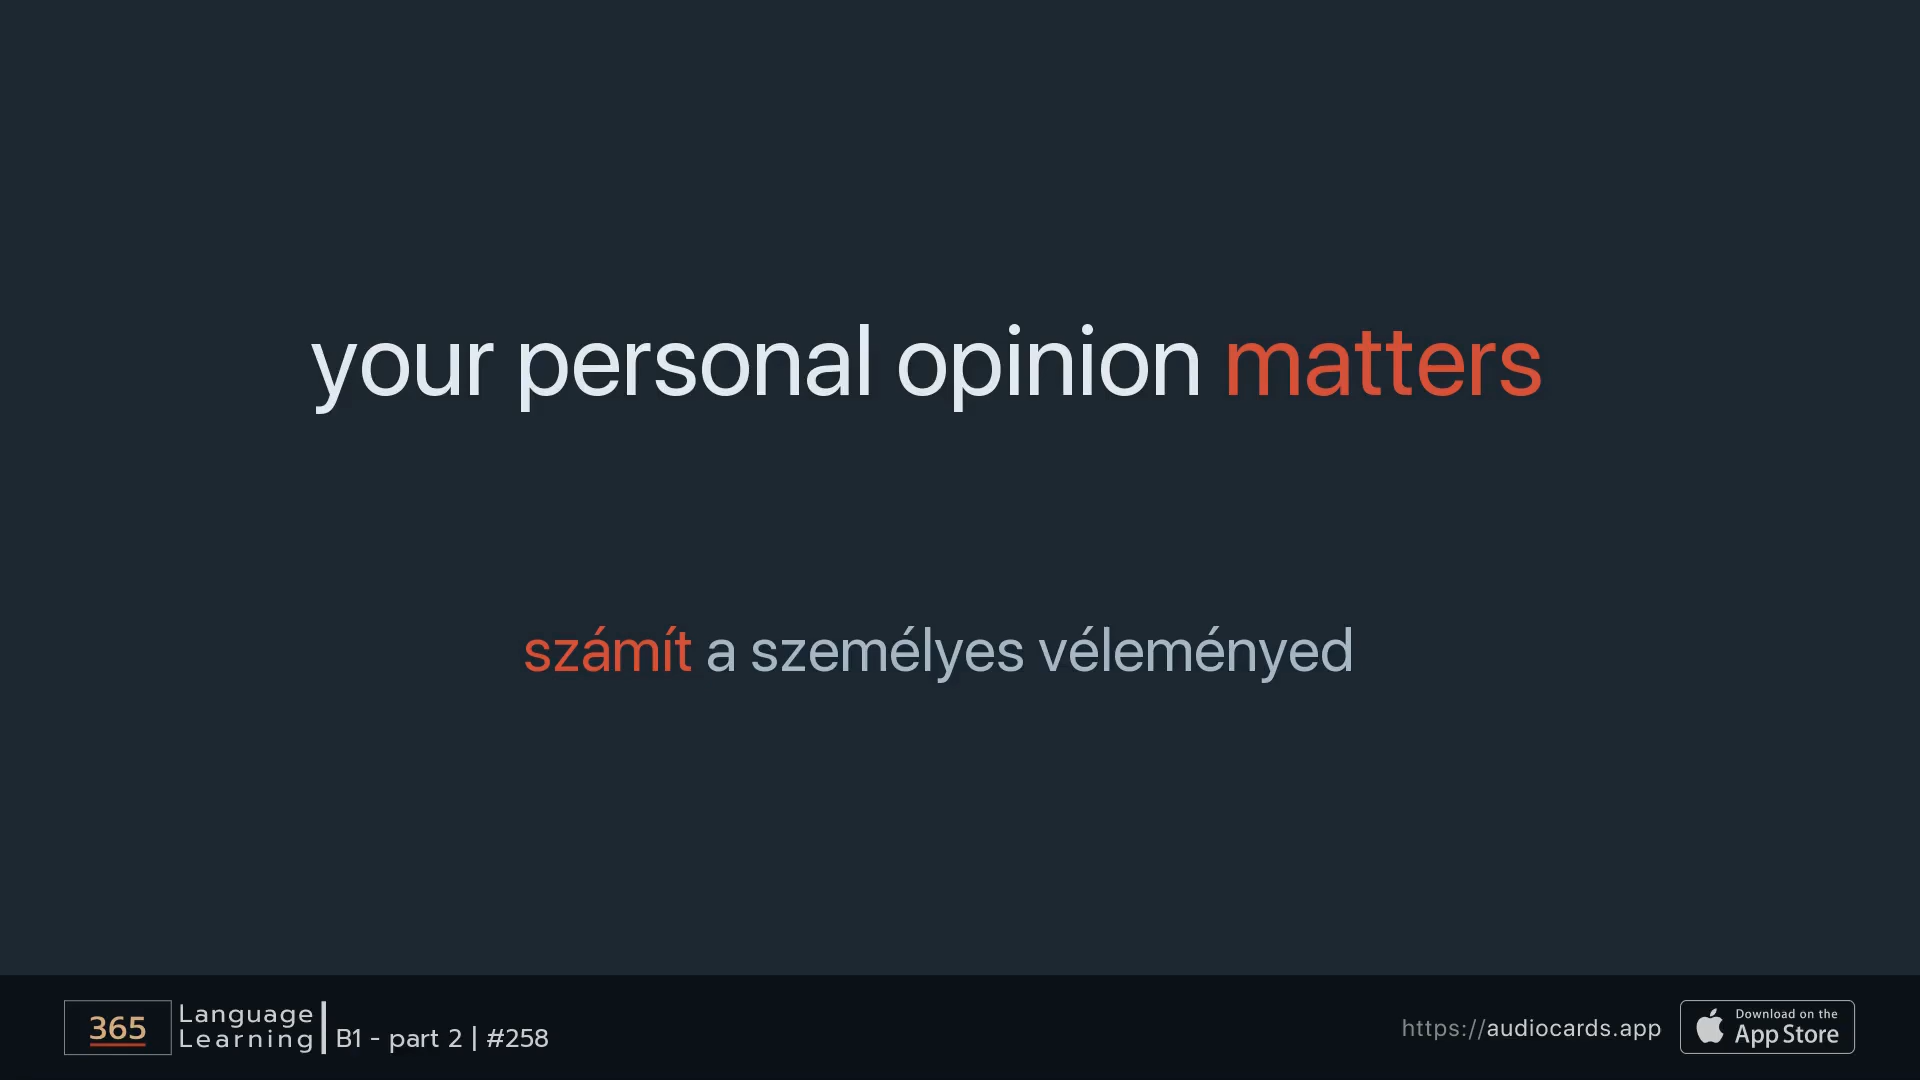 your personal opinion matters
számít a személyes véleményed
365
Language
Learning
B1 - part 2 | #258
https://audiocards.app
Download on the
App Store